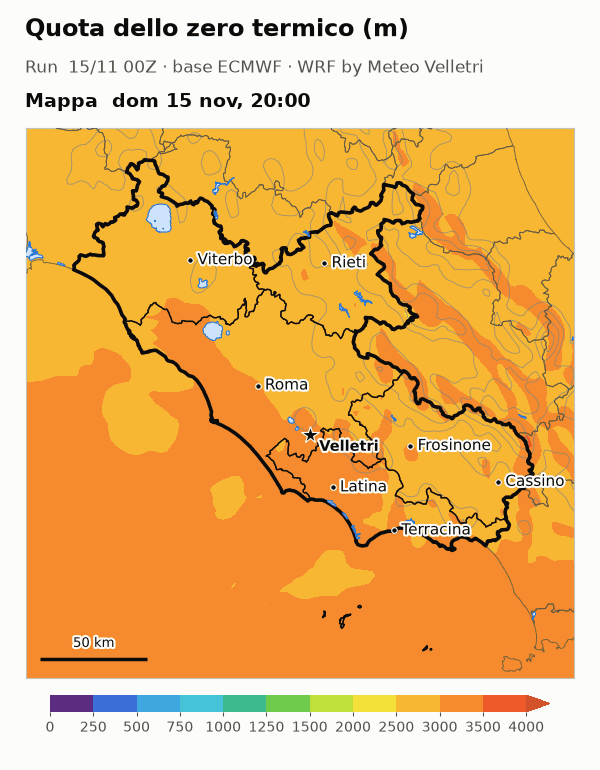 Quota dello zero termico (m)
Run  15/11 00Z · base ECMWF · WRF by Meteo Velletri
Mappa  dom 15 nov, 20:00
Viterbo
Rieti
Roma
Velletri
Frosinone
Cassino
Latina
Terracina
50 km
0 250 500 750 1000 1250 1500 2000 2500 3000 3500 4000